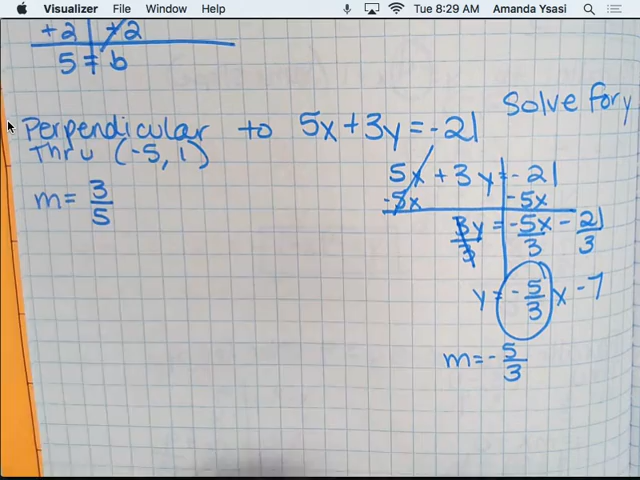 Visualizer File Edit View Window Help Tue 8:29 AM Amanda Ysasi
+2 | +2
5 = b
Solve for y
Perpendicular to 5x+3y=-21
Thru (-5, 1)
5x + 3y = -21
-5x -5x
m= 3/5
3y/3 = -5x/3 - 21/3
y = -5/3 x - 7
m=-5/3